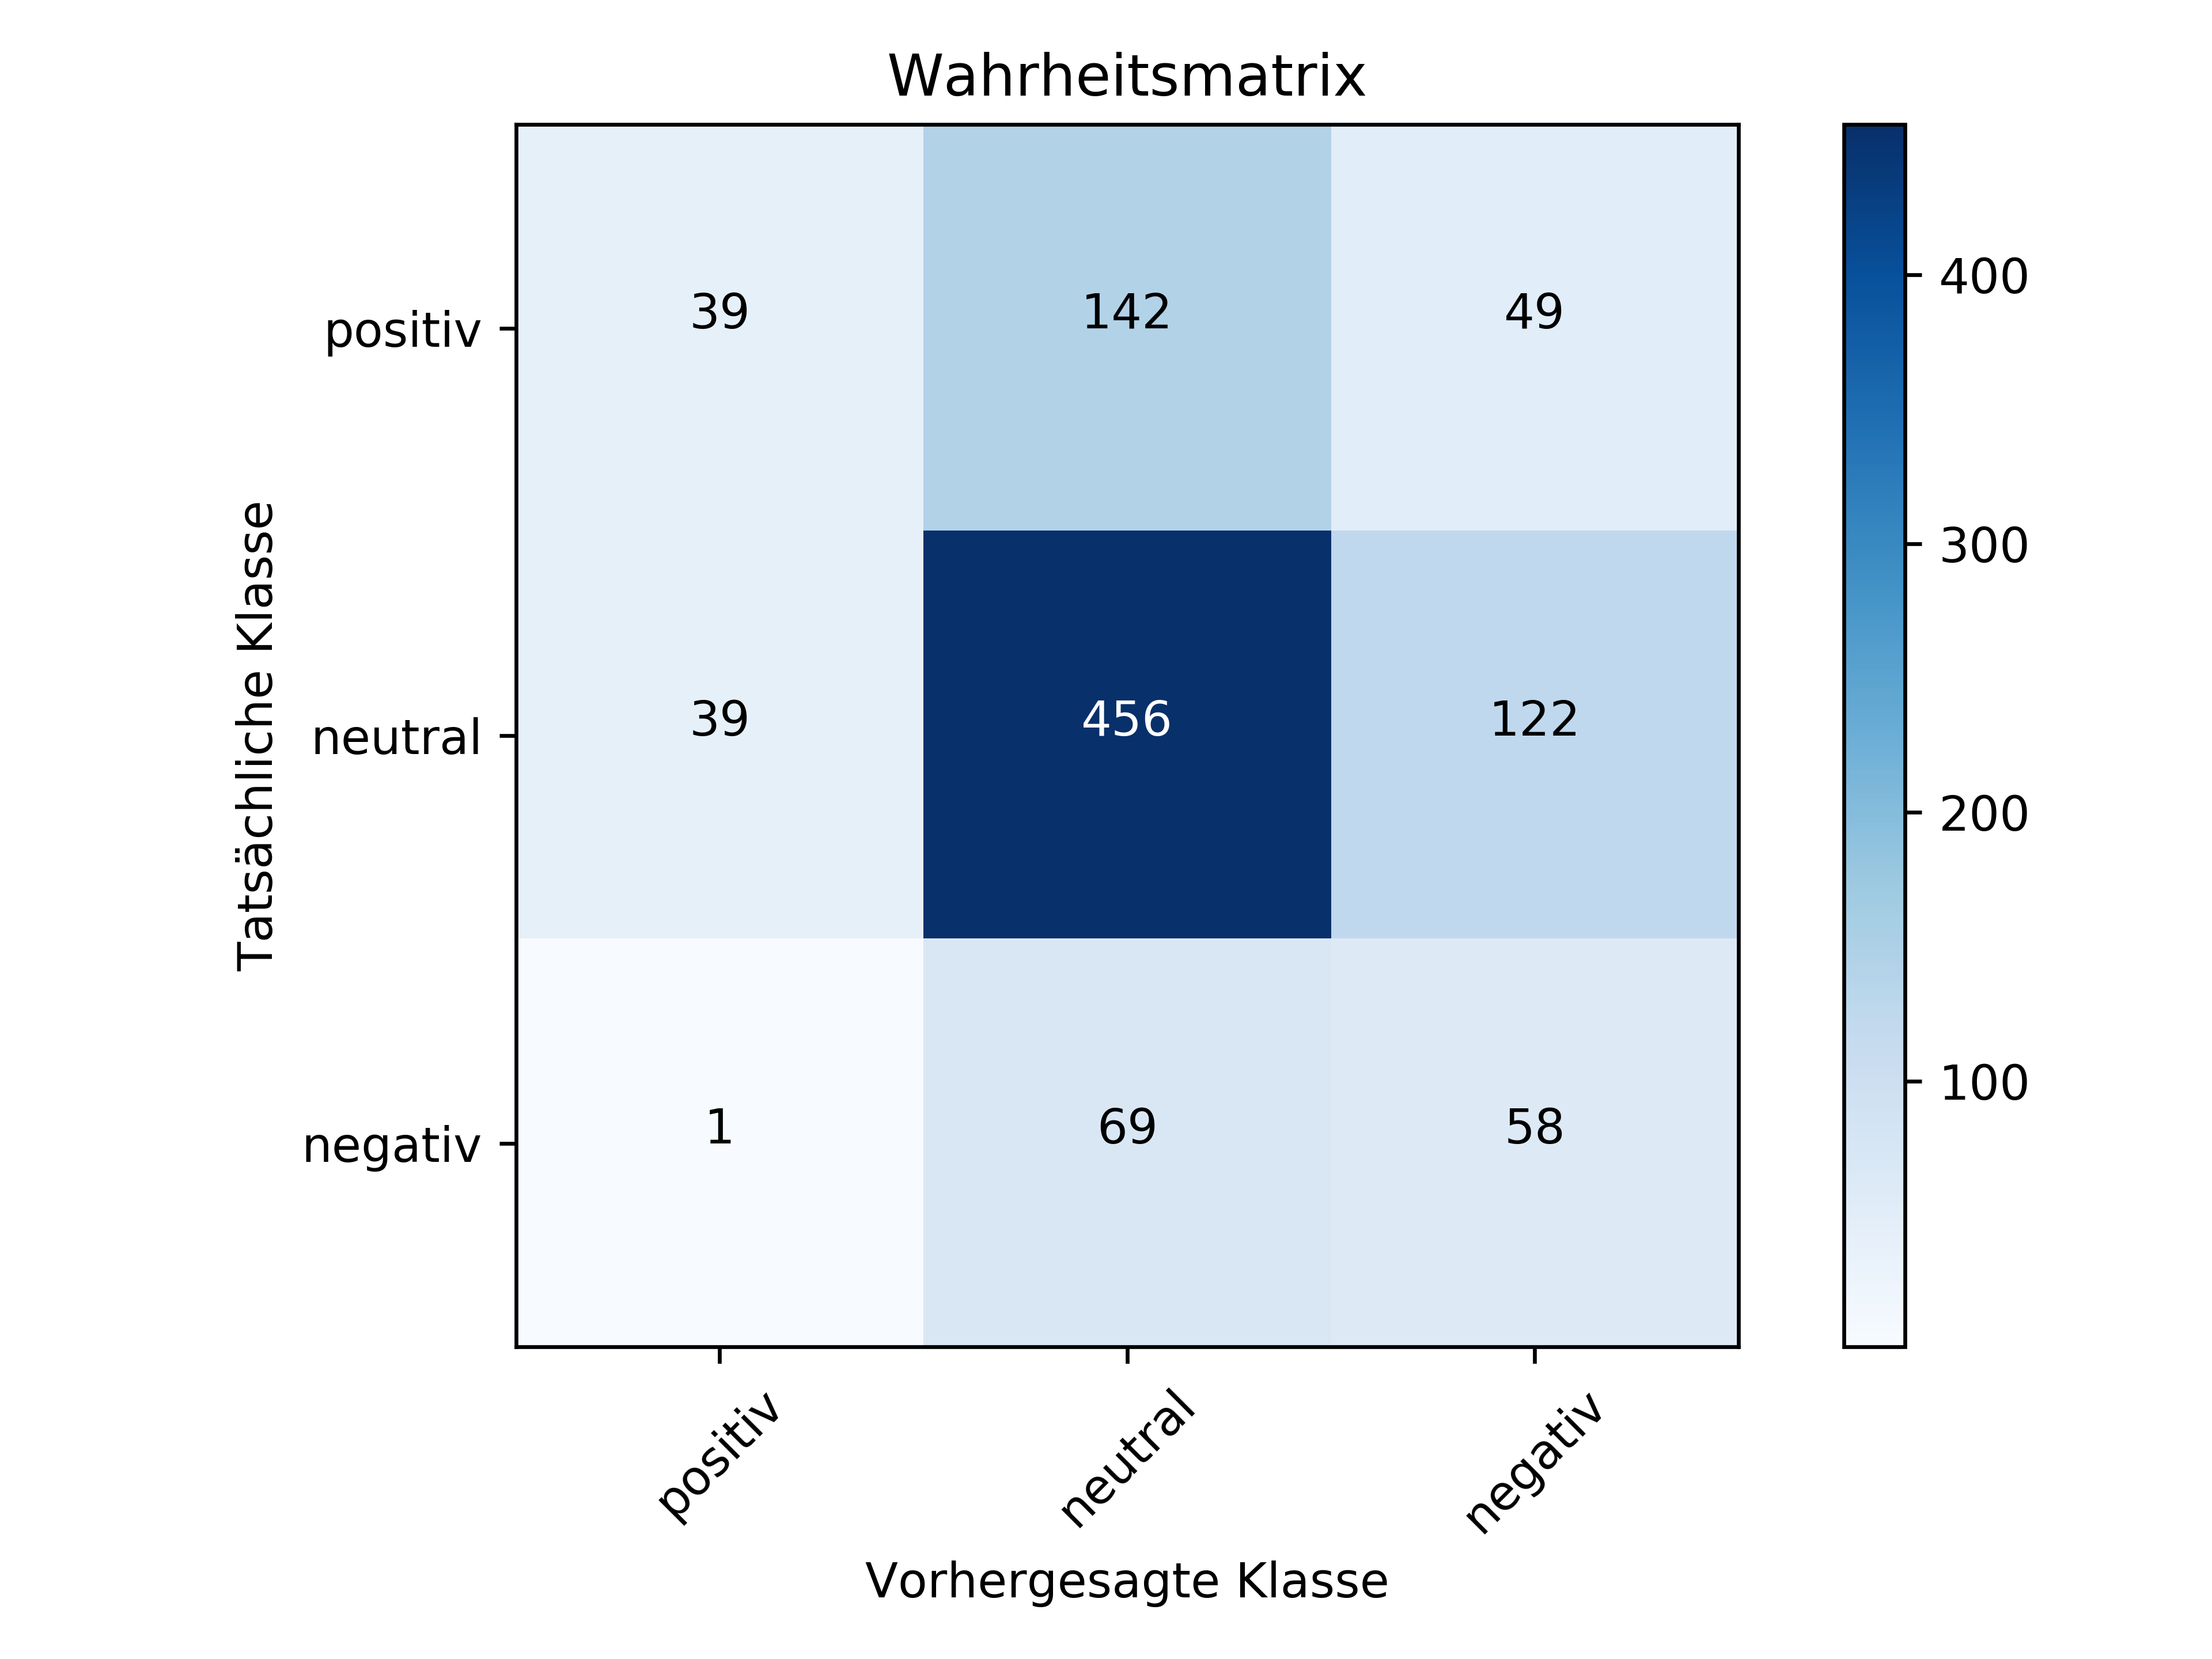 Wahrheitsmatrix
Tatsächliche Klasse
positiv 39 142 49
neutral 39 456 122
negativ 1 69 58
positiv neutral negativ
Vorhergesagte Klasse
400
300
200
100